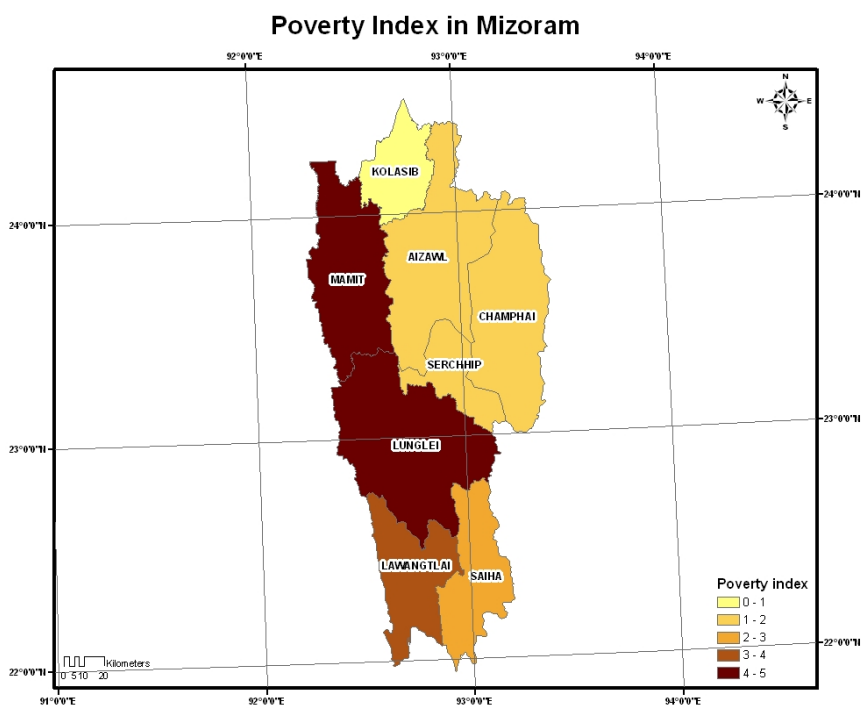 Poverty Index in Mizoram
92°0'0"E 93°0'0"E 94°0'0"E
N
W E
S
KOLASIB
24°0'0"N 24°0'0"N
AIZAWL
MAMIT
CHAMPHAI
SERCHHIP
23°0'0"N 23°0'0"N
LUNGLEI
LAWANGTLAI
SAIHA
Poverty index
0 - 1
1 - 2
2 - 3
3 - 4
4 - 5
22°0'0"N
Kilometers
0 5 10 20
22°0'0"N
91°0'0"E 92°0'0"E 93°0'0"E 94°0'0"E